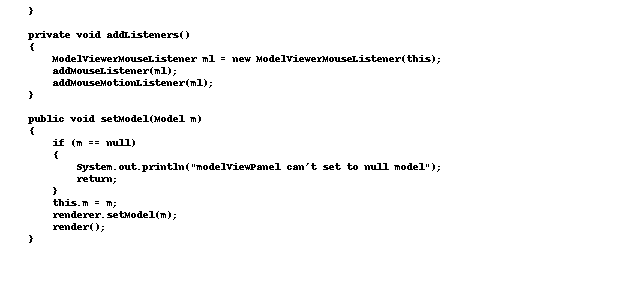 }
private void addListeners()
{
ModelViewerMouseListener ml = new ModelViewerMouseListener(this);
addMouseListener(ml);
addMouseMotionListener(ml);
}
public void setModel(Model m)
{
if (m == null)
{
System.out.println("modelViewPanel can't set to null model");
return;
}
this.m = m;
renderer.setModel(m);
render();
}